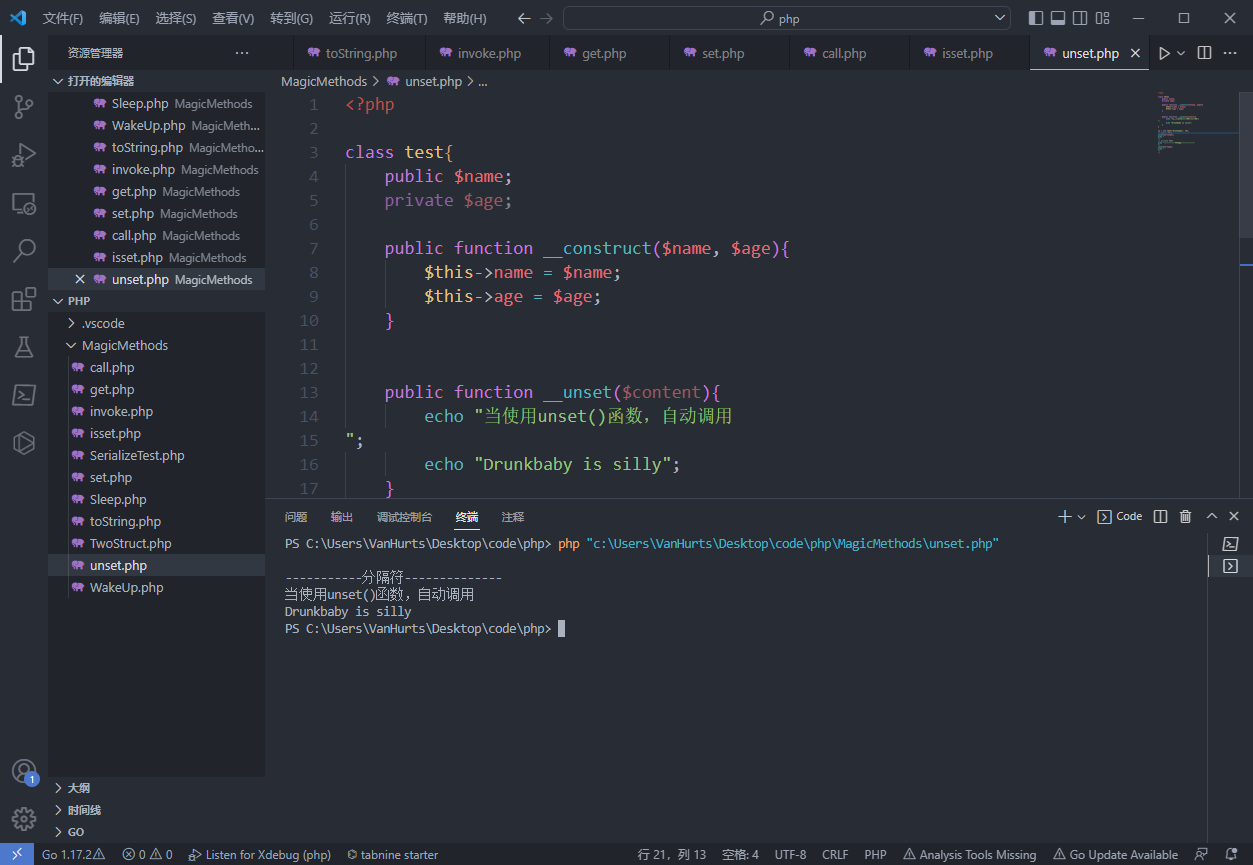 文件(F) 编辑(E) 选择(S) 查看(V) 转到(G) 运行(R) 终端(T) 帮助(H) php
资源管理器 ···
toString.php invoke.php get.php set.php call.php isset.php unset.php
打开的编辑器
Sleep.php MagicMethods
WakeUp.php MagicMeth...
toString.php MagicMetho...
invoke.php MagicMethods
get.php MagicMethods
set.php MagicMethods
call.php MagicMethods
isset.php MagicMethods
unset.php MagicMethods
PHP
.vscode
MagicMethods
call.php
get.php
invoke.php
isset.php
SerializeTest.php
set.php
Sleep.php
toString.php
TwoStruct.php
unset.php
WakeUp.php
大纲
时间线
GO
MagicMethods > unset.php > ...
1 <?php
2
3 class test{
4 public $name;
5 private $age;
6
7 public function __construct($name, $age){
8 $this->name = $name;
9 $this->age = $age;
10 }
11
12
13 public function __unset($content){
14 echo "当使用unset()函数，自动调用
15 ";
16 echo "Drunkbaby is silly";
17 }
问题 输出 调试控制台 终端 注释 Code
PS C:\Users\VanHurts\Desktop\code\php> php "c:\Users\VanHurts\Desktop\code\php\MagicMethods\unset.php"
-----------分隔符--------------
当使用unset()函数，自动调用
Drunkbaby is silly
PS C:\Users\VanHurts\Desktop\code\php>
1
Go 1.17.2 0 0 Listen for Xdebug (php) tabnine starter 行 21，列 13 空格: 4 UTF-8 CRLF PHP Analysis Tools Missing Go Update Available